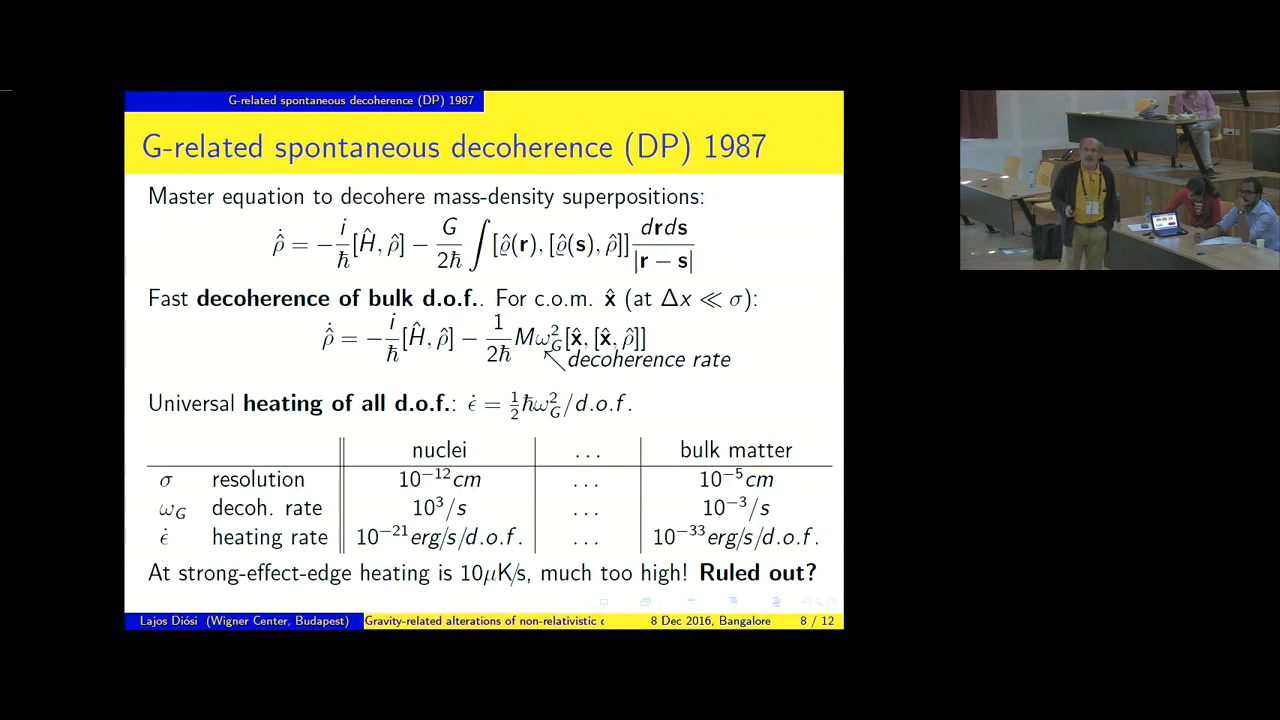 G-related spontaneous decoherence (DP) 1987
G-related spontaneous decoherence (DP) 1987
Master equation to decohere mass-density superpositions:
ρ̂̇ = −i/ħ [Ĥ, ρ̂] − G/2ħ ∫ [ϱ̂(r), [ϱ̂(s), ρ̂]] drds/|r − s|
Fast decoherence of bulk d.o.f.. For c.o.m. x̂ (at Δx ≪ σ):
ρ̂̇ = −i/ħ [Ĥ, ρ̂] − 1/2ħ Mω²_G [x̂, [x̂, ρ̂]]
decoherence rate
Universal heating of all d.o.f.: ϵ̇ = ½ħω²_G/d.o.f.
nuclei ... bulk matter
σ resolution 10⁻¹²cm ... 10⁻⁵cm
ω_G decoh. rate 10³/s ... 10⁻³/s
ϵ̇ heating rate 10⁻²¹erg/s/d.o.f. ... 10⁻³³erg/s/d.o.f.
At strong-effect-edge heating is 10μK/s, much too high! Ruled out?
Lajos Diósi (Wigner Center, Budapest) Gravity-related alterations of non-relativistic 8 Dec 2016, Bangalore 8 / 12